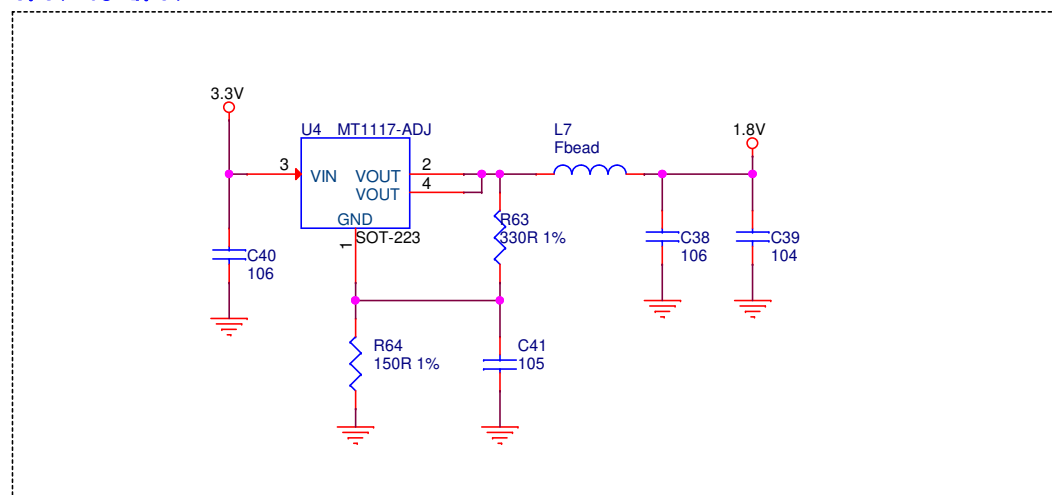 3.3V
U4 MT1117-ADJ
L7
Fbead
1.8V
3
VIN
VOUT
2
VOUT
4
GND
1
SOT-223
R63
330R 1%
C38
106
C39
104
C40
106
R64
150R 1%
C41
105